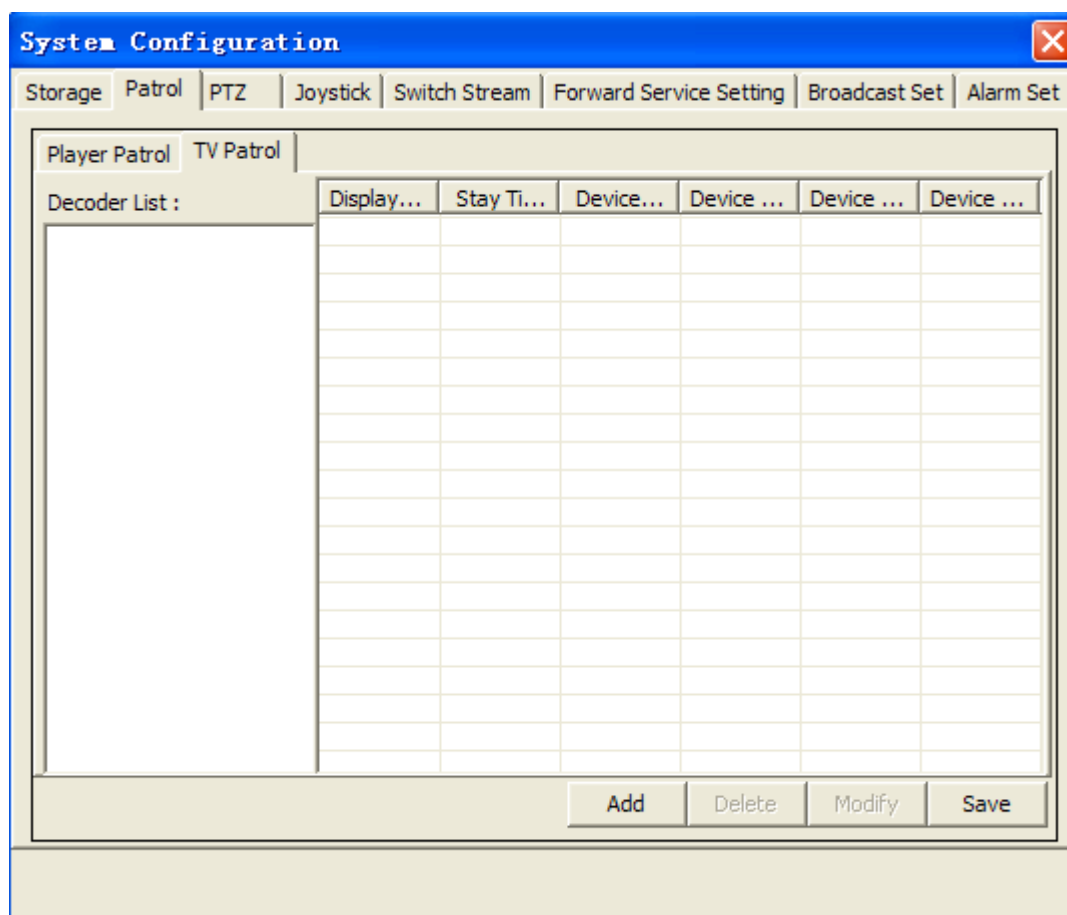 System Configuration
Storage Patrol PTZ Joystick Switch Stream Forward Service Setting Broadcast Set Alarm Set
Player Patrol TV Patrol
Decoder List :
Display... Stay Ti... Device... Device ... Device ... Device ...
Add Delete Modify Save